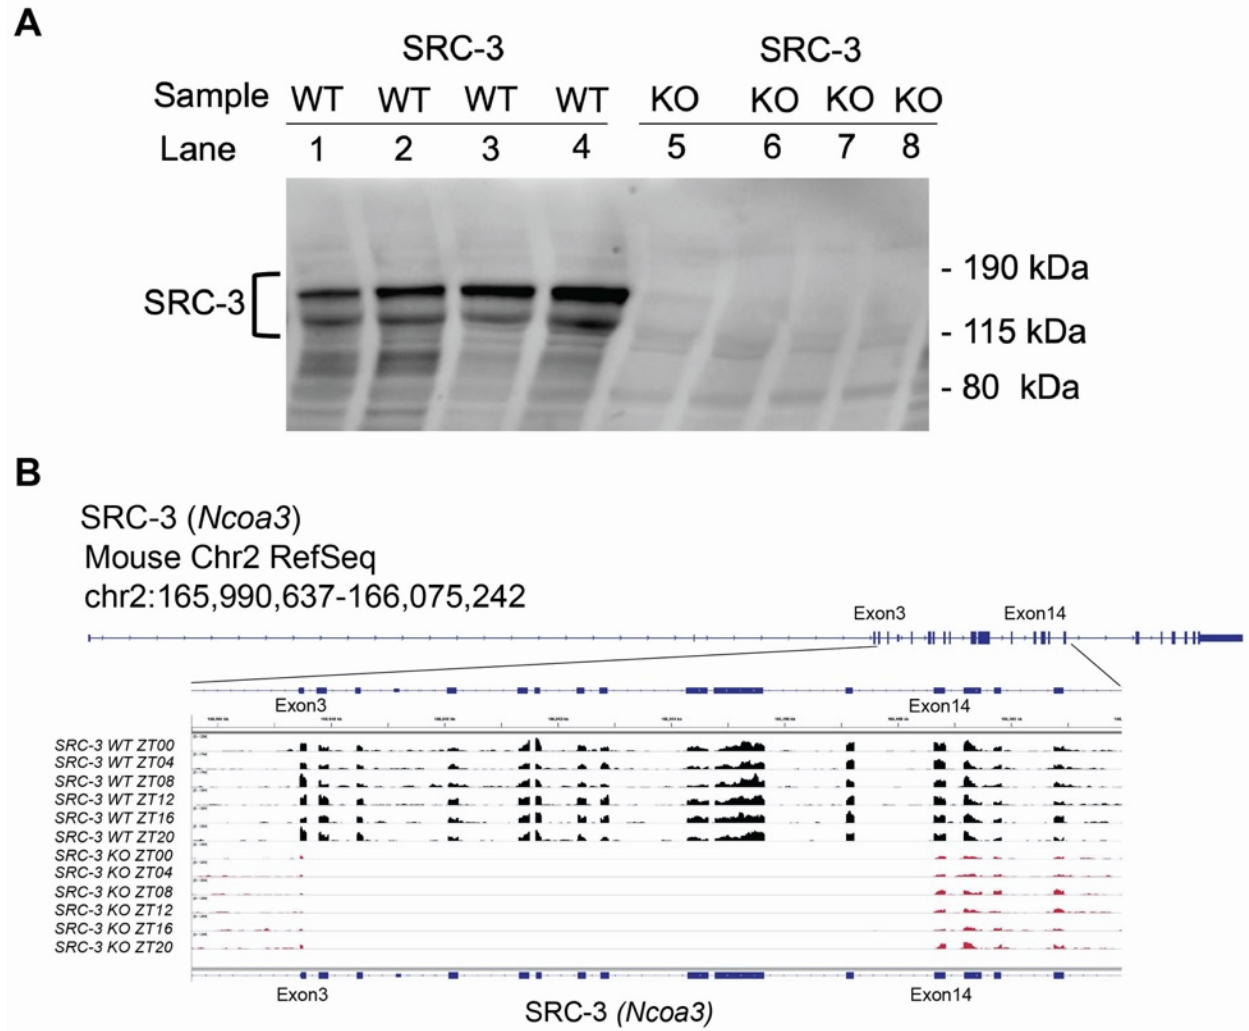 A
SRC-3 SRC-3
Sample WT WT WT WT KO KO KO KO
Lane 1 2 3 4 5 6 7 8
SRC-3
- 190 kDa
- 115 kDa
- 80 kDa
B
SRC-3 (Ncoa3)
Mouse Chr2 RefSeq
chr2:165,990,637-166,075,242
Exon3 Exon14
Exon3 Exon14
SRC-3 WT ZT00
SRC-3 WT ZT04
SRC-3 WT ZT08
SRC-3 WT ZT12
SRC-3 WT ZT16
SRC-3 WT ZT20
SRC-3 KO ZT00
SRC-3 KO ZT04
SRC-3 KO ZT08
SRC-3 KO ZT12
SRC-3 KO ZT16
SRC-3 KO ZT20
Exon3 Exon14
SRC-3 (Ncoa3)